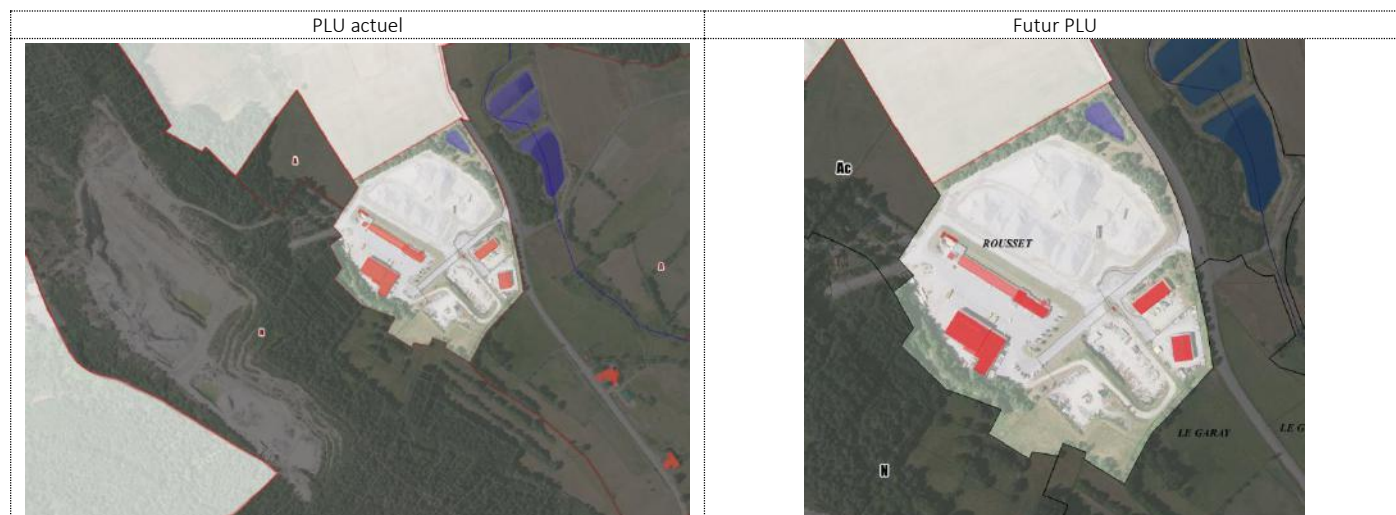 PLU actuel
Futur PLU
A
A
Ac
ROUSSET
LE GARAY
LE G
N